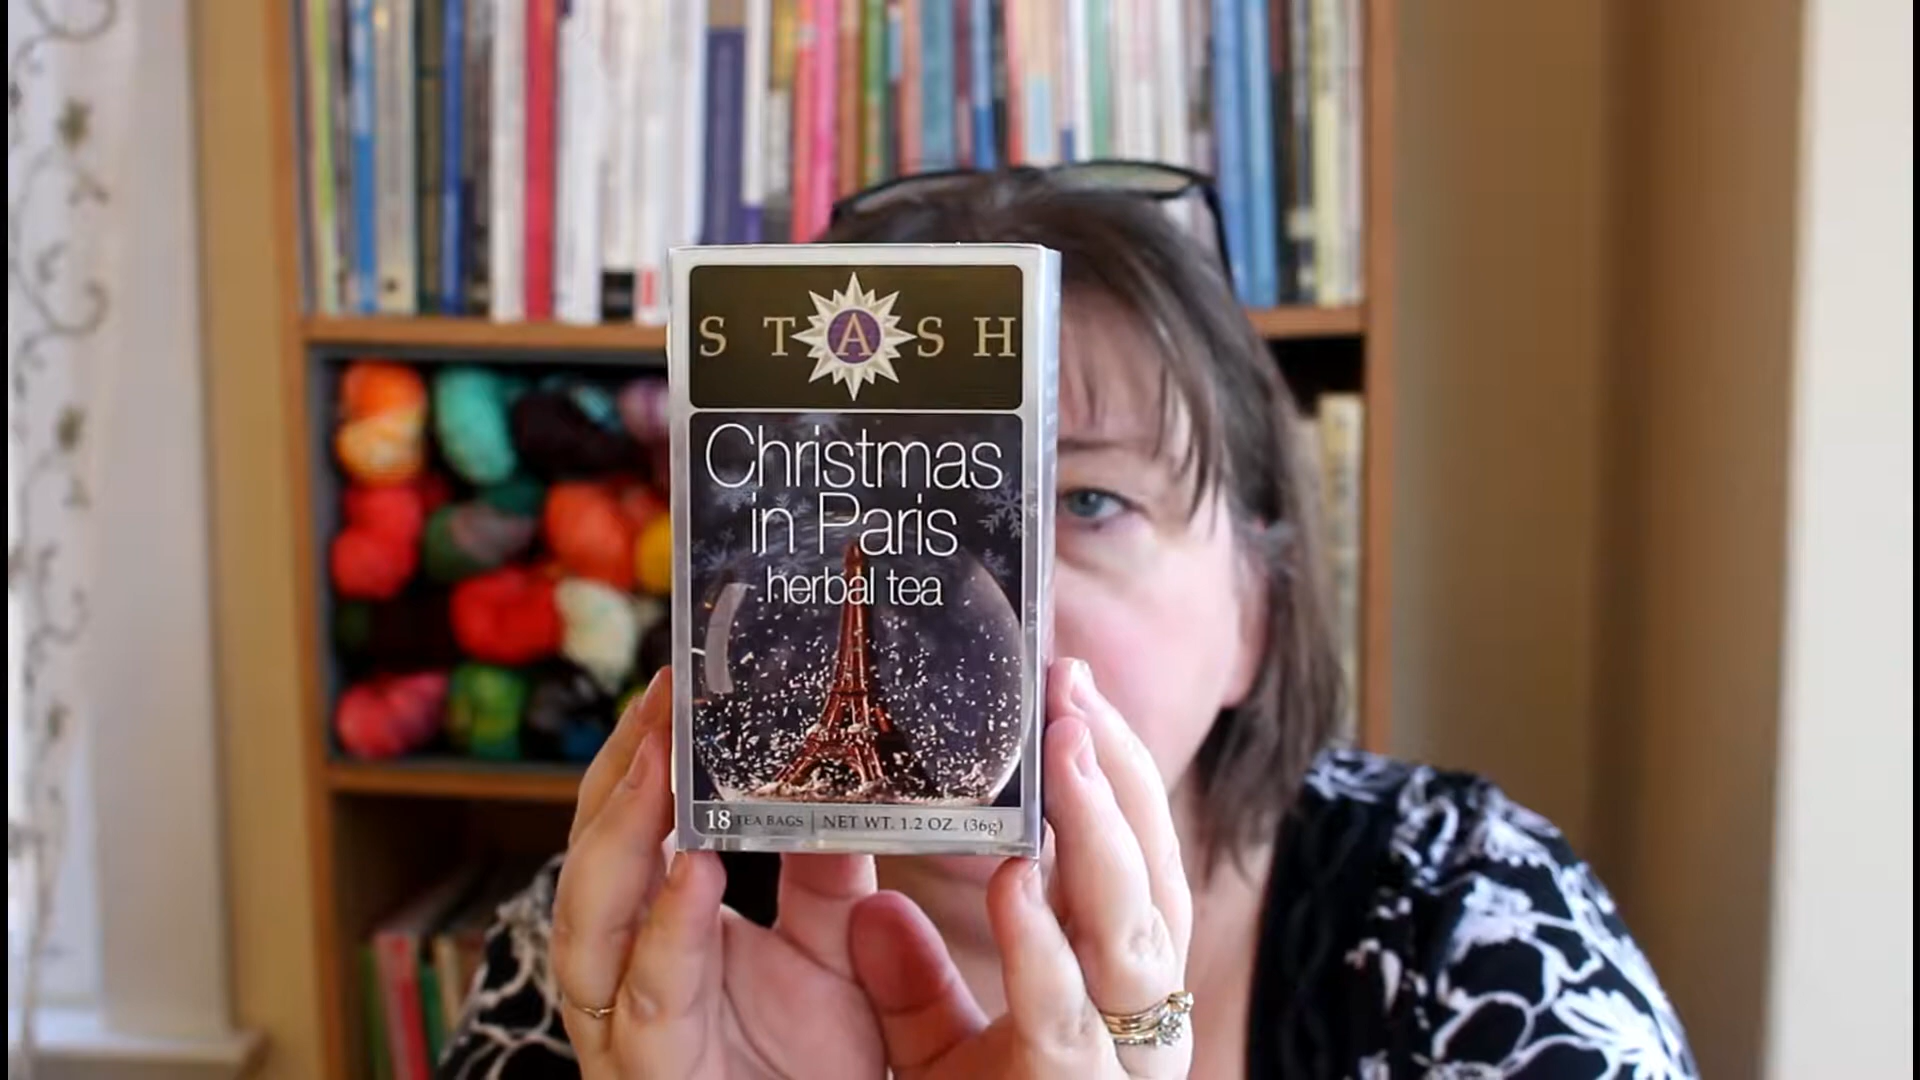 STASH
Christmas
in Paris
herbal tea
18 TEA BAGS | NET WT. 1.2 OZ. (36g)